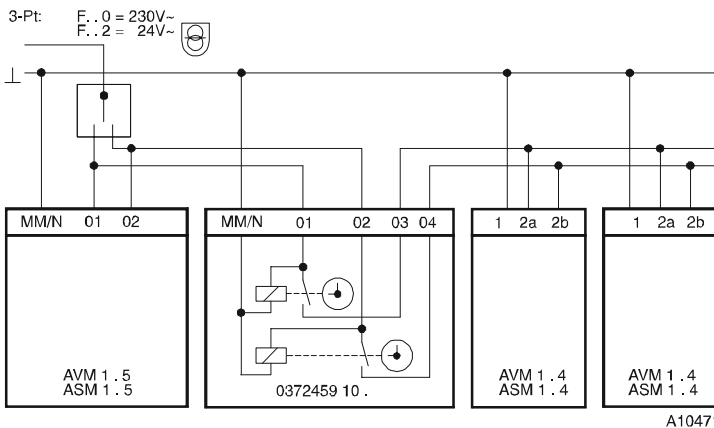 3-Pt: F. . 0 = 230V~
F. . 2 = 24V~
MM/N 01 02
MM/N 01 02 03 04
1 2a 2b
1 2a 2b
AVM 1 . 5
ASM 1 . 5
0372459 10 .
AVM 1 . 4
ASM 1 . 4
AVM 1 . 4
ASM 1 . 4
A1047